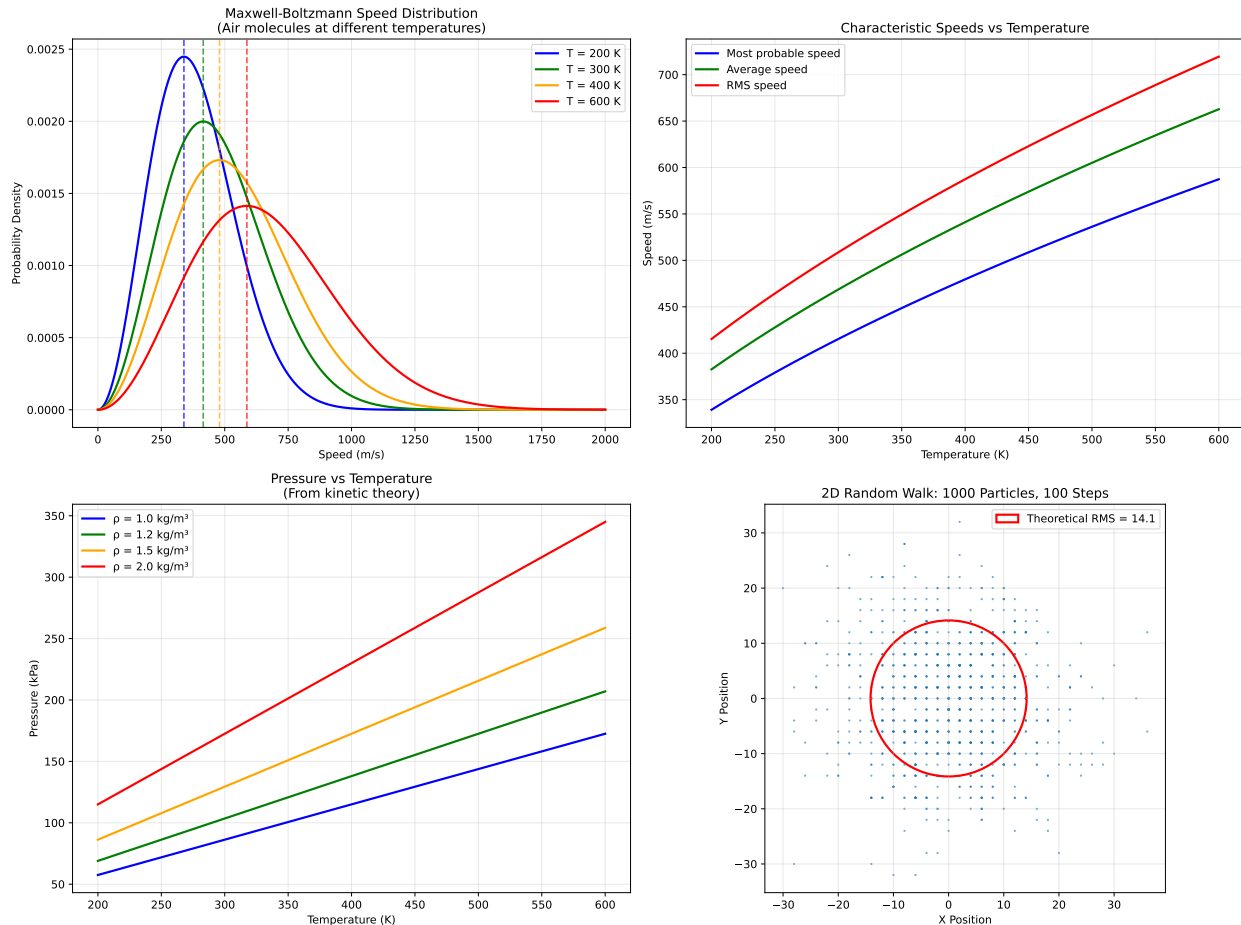 Maxwell-Boltzmann Speed Distribution
(Air molecules at different temperatures)
T = 200 K
T = 300 K
T = 400 K
T = 600 K
Probability Density
0.0025
0.0020
0.0015
0.0010
0.0005
0.0000
0 250 500 750 1000 1250 1500 1750 2000
Speed (m/s)
Characteristic Speeds vs Temperature
Most probable speed
Average speed
RMS speed
Speed (m/s)
700
650
600
550
500
450
400
350
200 250 300 350 400 450 500 550 600
Temperature (K)
Pressure vs Temperature
(From kinetic theory)
ρ = 1.0 kg/m³
ρ = 1.2 kg/m³
ρ = 1.5 kg/m³
ρ = 2.0 kg/m³
Pressure (kPa)
350
300
250
200
150
100
50
200 250 300 350 400 450 500 550 600
Temperature (K)
2D Random Walk: 1000 Particles, 100 Steps
Theoretical RMS = 14.1
Y Position
30
20
10
0
−10
−20
−30
−30 −20 −10 0 10 20 30
X Position